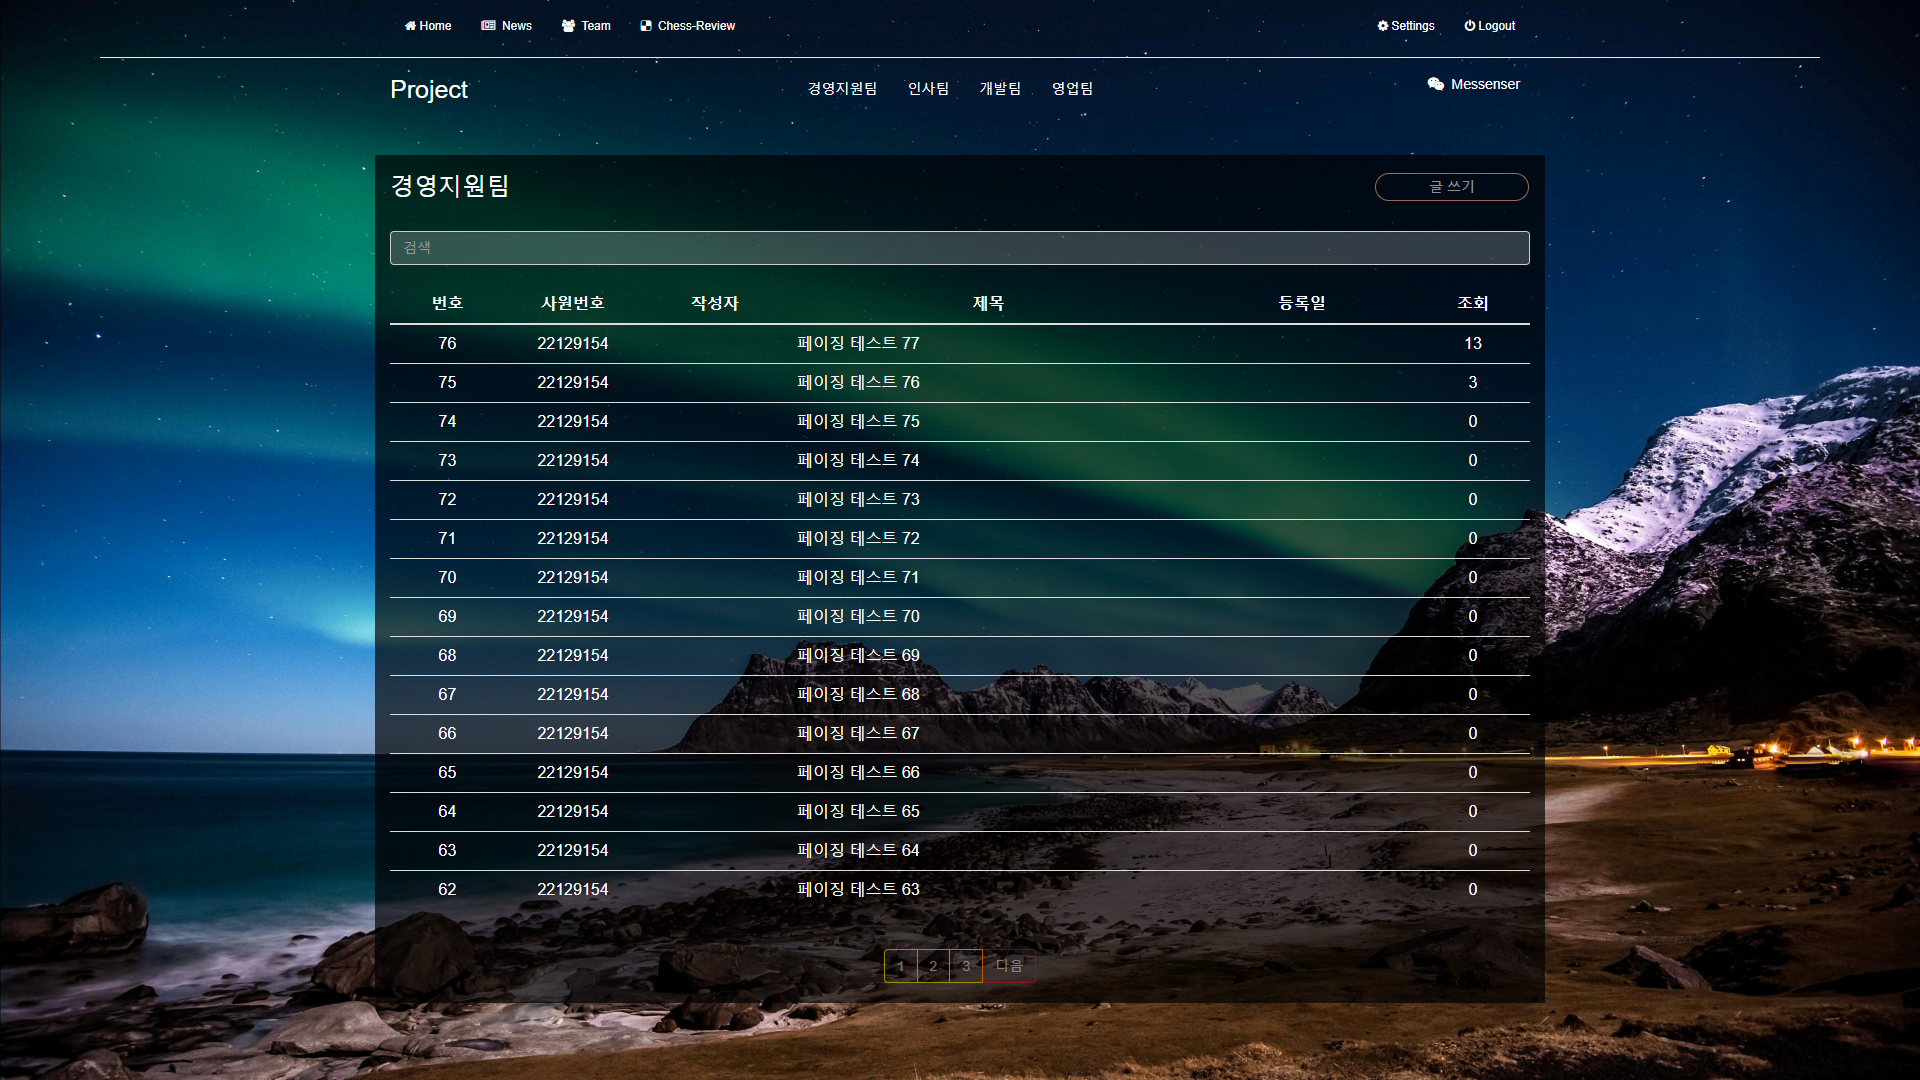 Home News Team Chess-Review Settings Logout
Project 경영지원팀 인사팀 개발팀 영업팀 Messenser
경영지원팀 글 쓰기
검색
번호 사원번호 작성자 제목 등록일 조회
76 22129154 페이징 테스트 77 13
75 22129154 페이징 테스트 76 3
74 22129154 페이징 테스트 75 0
73 22129154 페이징 테스트 74 0
72 22129154 페이징 테스트 73 0
71 22129154 페이징 테스트 72 0
70 22129154 페이징 테스트 71 0
69 22129154 페이징 테스트 70 0
68 22129154 페이징 테스트 69 0
67 22129154 페이징 테스트 68 0
66 22129154 페이징 테스트 67 0
65 22129154 페이징 테스트 66 0
64 22129154 페이징 테스트 65 0
63 22129154 페이징 테스트 64 0
62 22129154 페이징 테스트 63 0
1 2 3 다음